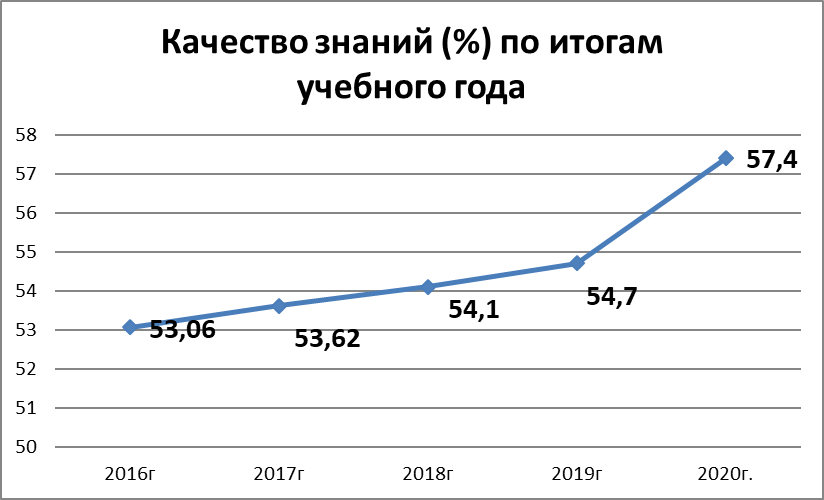 Качество знаний (%) по итогам
учебного года
58
57
56
55
54
53
52
51
50
57,4
54,7
54,1
53,62
53,06
2016г
2017г
2018г
2019г
2020г.